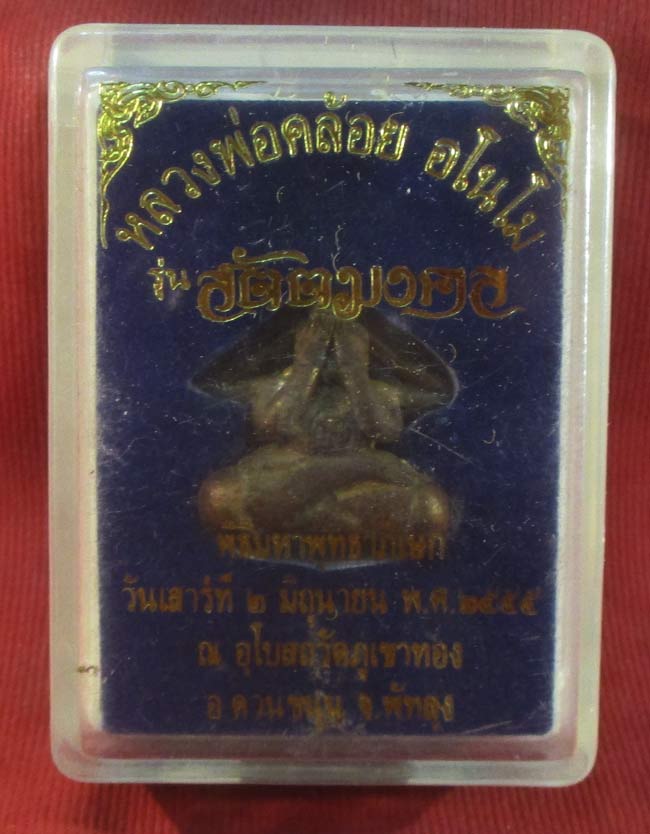 หลวงพ่อคล้อย อโนโม
รุ่น สัตตมงคล
พิธีมหาพุทธาภิเษก
วันเสาร์ที่ ๒ มิถุนายน พ.ศ.๒๕๕๕
ณ อุโบสถวัดภูเขาทอง
อ.ควนขนุน จ.พัทลุง